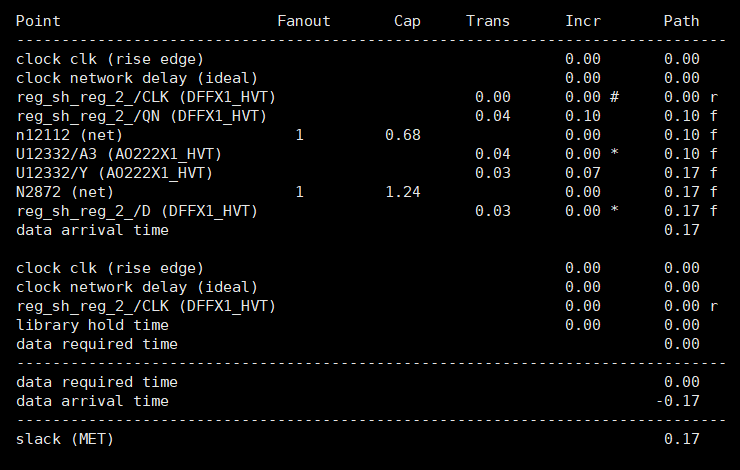 Point                        Fanout       Cap     Trans      Incr       Path
-------------------------------------------------------------------------------
clock clk (rise edge)                                        0.00       0.00
clock network delay (ideal)                                  0.00       0.00
reg_sh_reg_2_/CLK (DFFX1_HVT)                      0.00      0.00 #     0.00 r
reg_sh_reg_2_/QN (DFFX1_HVT)                       0.04      0.10       0.10 f
n12112 (net)                   1         0.68                0.00       0.10 f
U12332/A3 (AO222X1_HVT)                            0.04      0.00 *     0.10 f
U12332/Y (AO222X1_HVT)                             0.03      0.07       0.17 f
N2872 (net)                    1         1.24                0.00       0.17 f
reg_sh_reg_2_/D (DFFX1_HVT)                        0.03      0.00 *     0.17 f
data arrival time                                                       0.17

clock clk (rise edge)                                        0.00       0.00
clock network delay (ideal)                                  0.00       0.00
reg_sh_reg_2_/CLK (DFFX1_HVT)                                0.00       0.00 r
library hold time                                            0.00       0.00
data required time                                                      0.00
-------------------------------------------------------------------------------
data required time                                                      0.00
data arrival time                                                      -0.17
-------------------------------------------------------------------------------
slack (MET)                                                             0.17